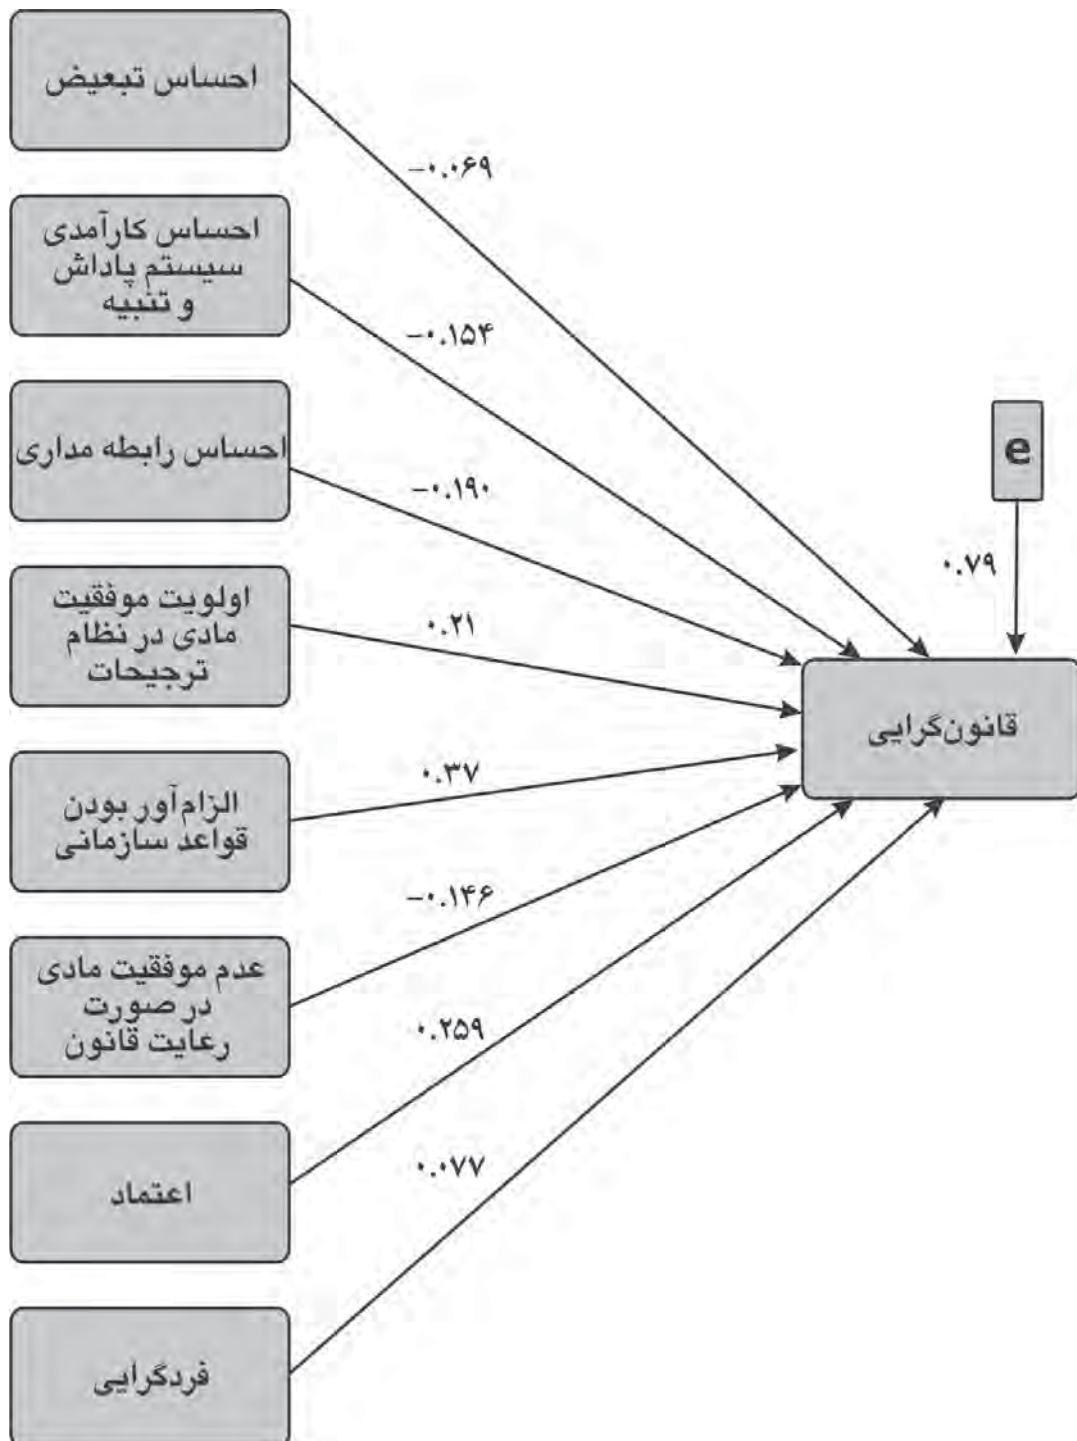 احساس تبعیض
-۰.۰۶۹
احساس کارآمدی
سیستم پاداش
و تنبیه
-۰.۱۵۴
احساس رابطه مداری
-۰.۱۹۰
e
۰.۷۹
اولویت موفقیت
مادی در نظام
ترجیحات
۰.۲۱
قانون‌گرایی
الزام‌آور بودن
قواعد سازمانی
۰.۳۷
عدم موفقیت مادی
در صورت
رعایت قانون
-۰.۱۴۶
اعتماد
۰.۲۵۹
فردگرایی
۰.۰۷۷